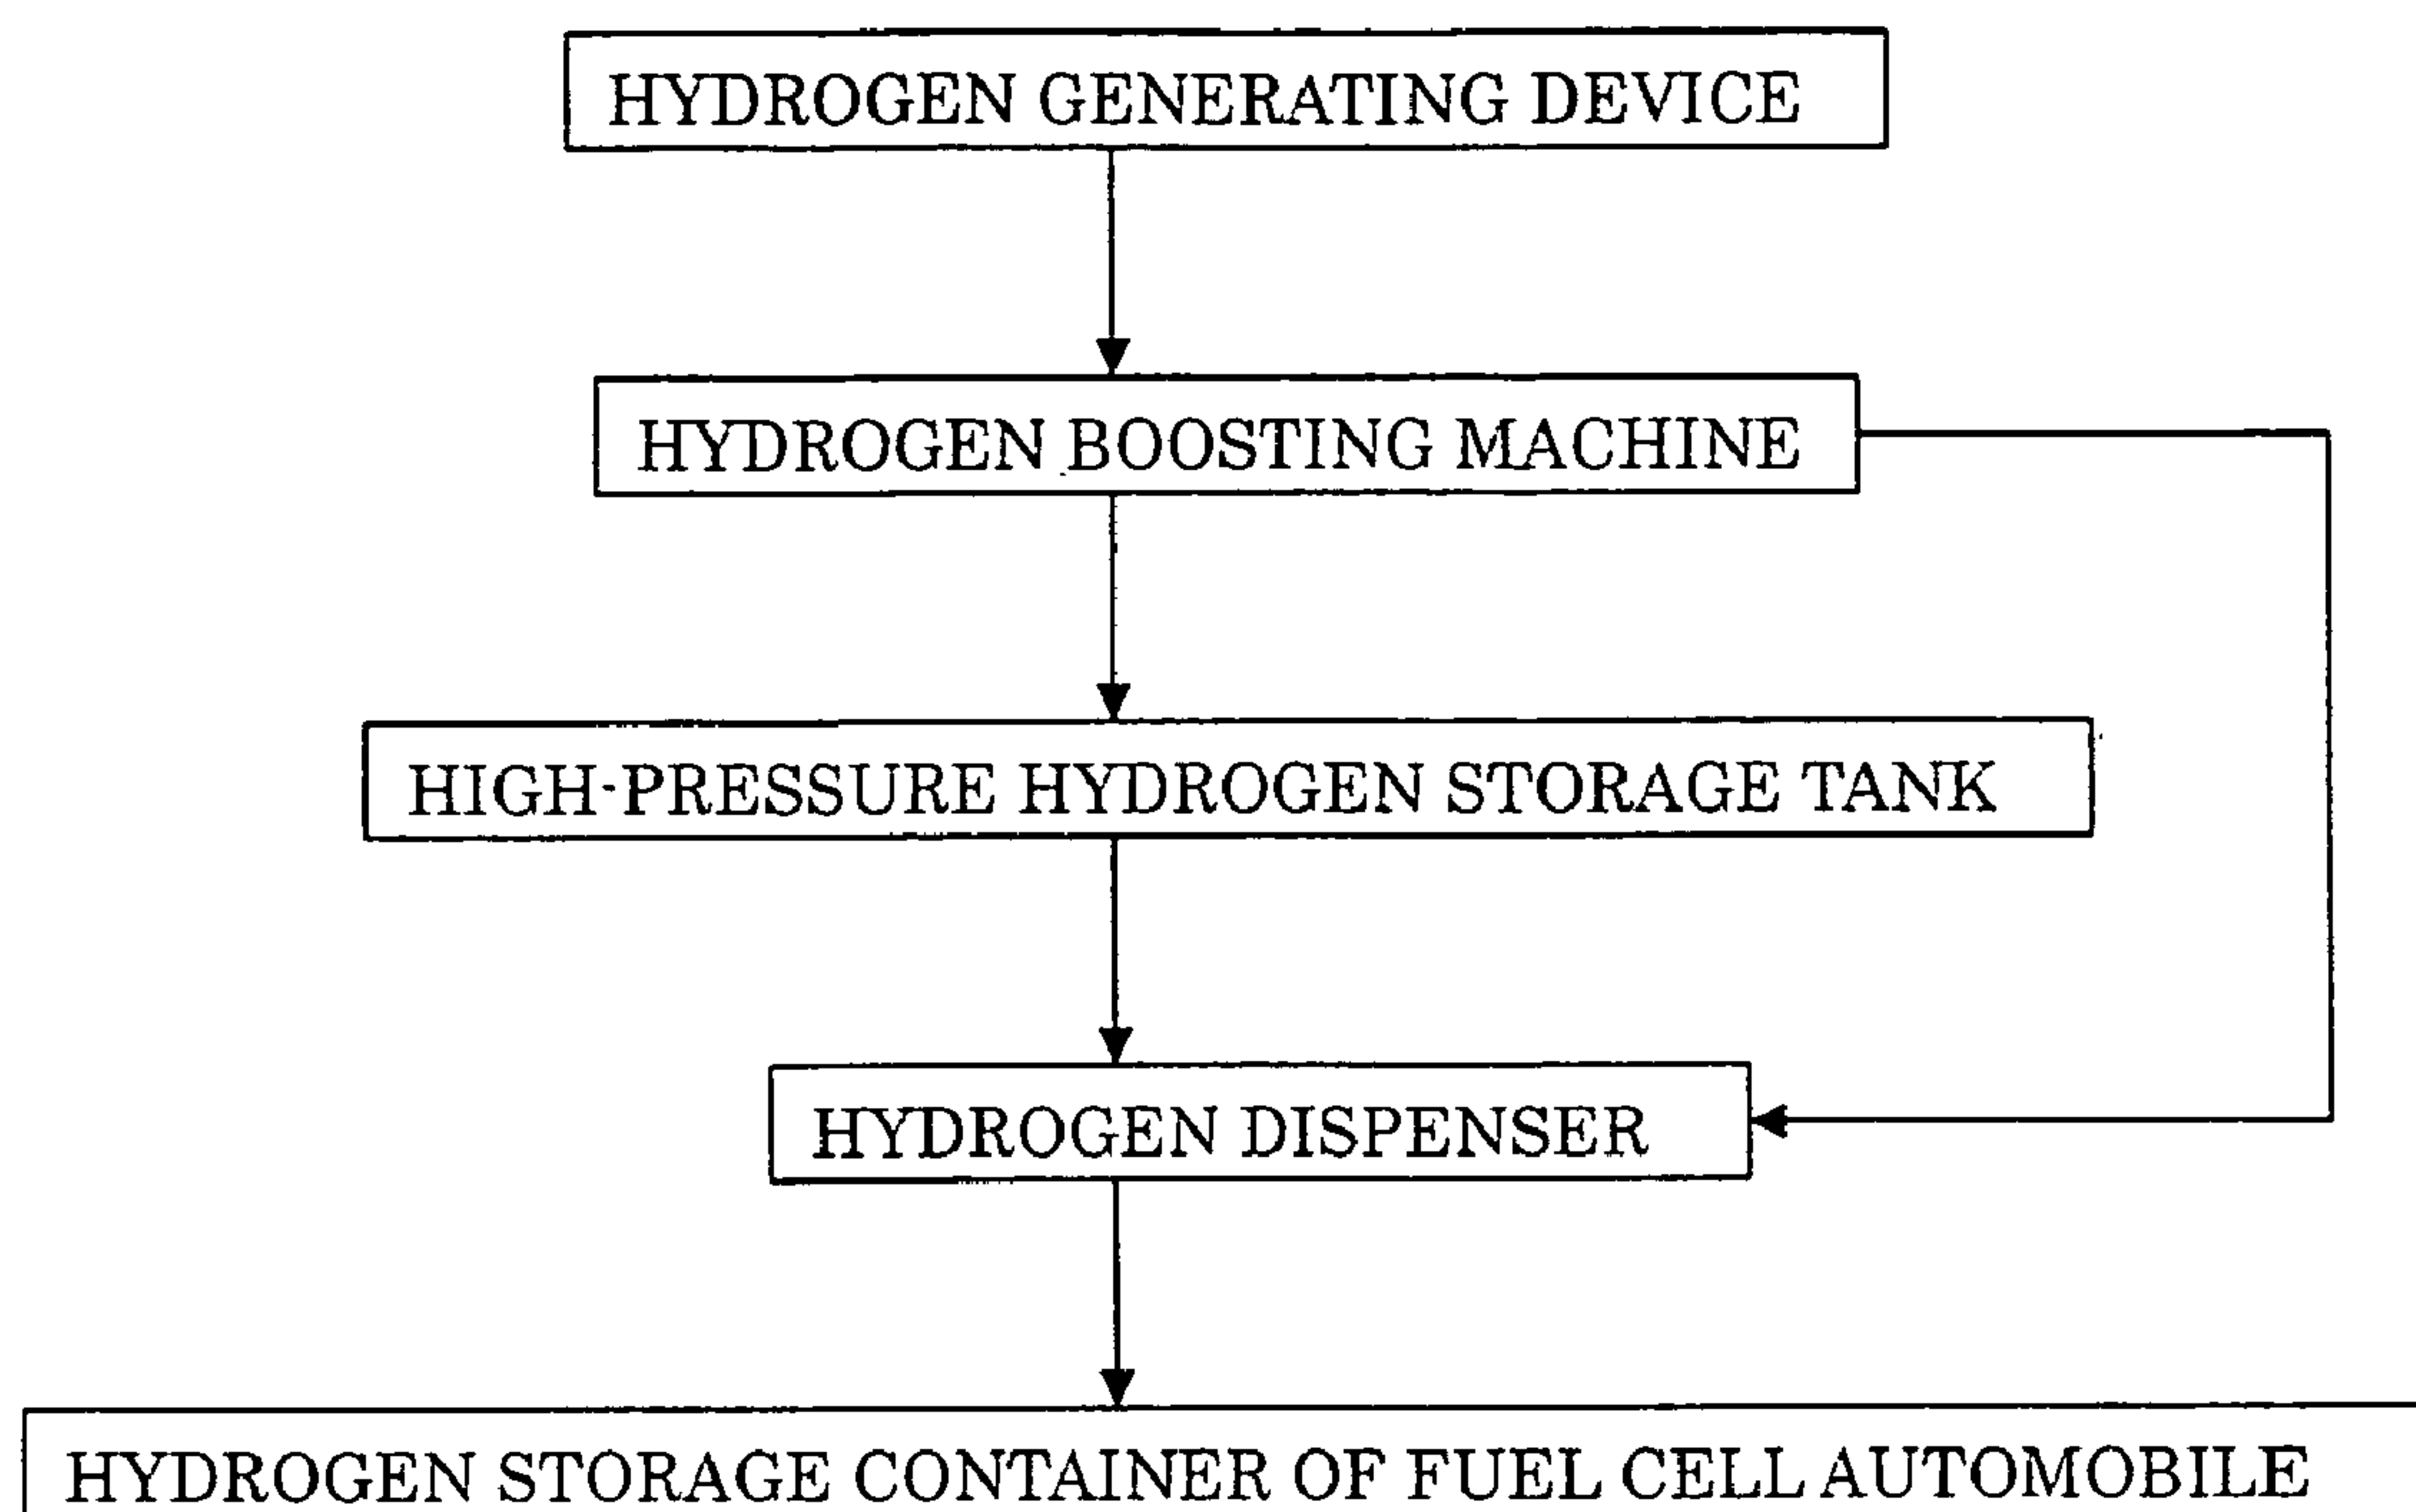 HYDROGEN GENERATING DEVICE
HYDROGEN BOOSTING MACHINE
HIGH-PRESSURE HYDROGEN STORAGE TANK
HYDROGEN DISPENSER
HYDROGEN STORAGE CONTAINER OF FUEL CELL AUTOMOBILE